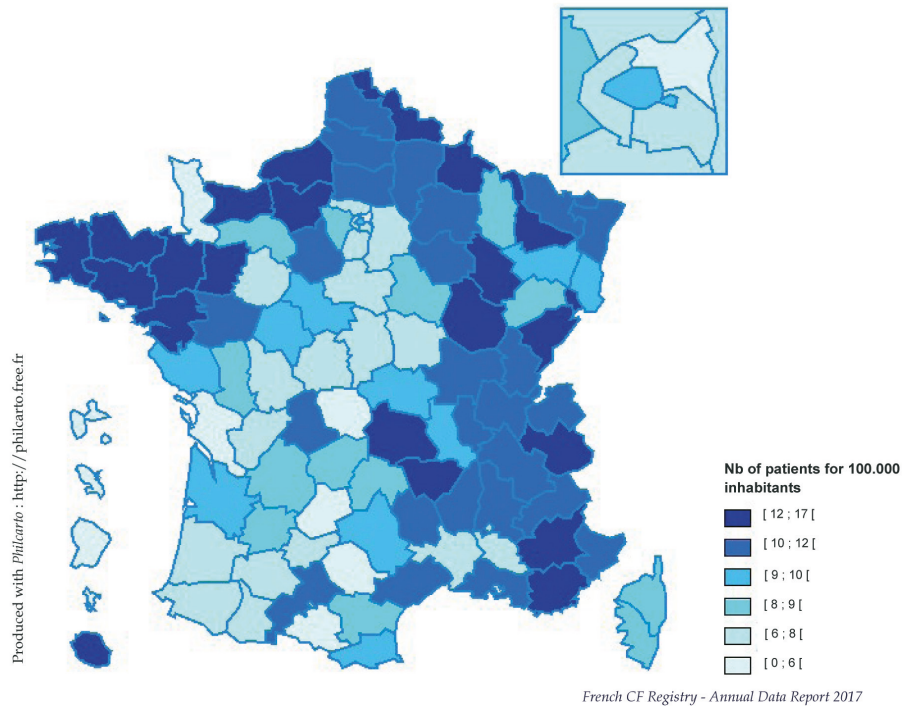 Produced with Philcarto : http://philcarto.free.fr
Nb of patients for 100.000
inhabitants
[ 12 ; 17 [
[ 10 ; 12 [
[ 9 ; 10 [
[ 8 ; 9 [
[ 6 ; 8 [
[ 0 ; 6 [
French CF Registry - Annual Data Report 2017